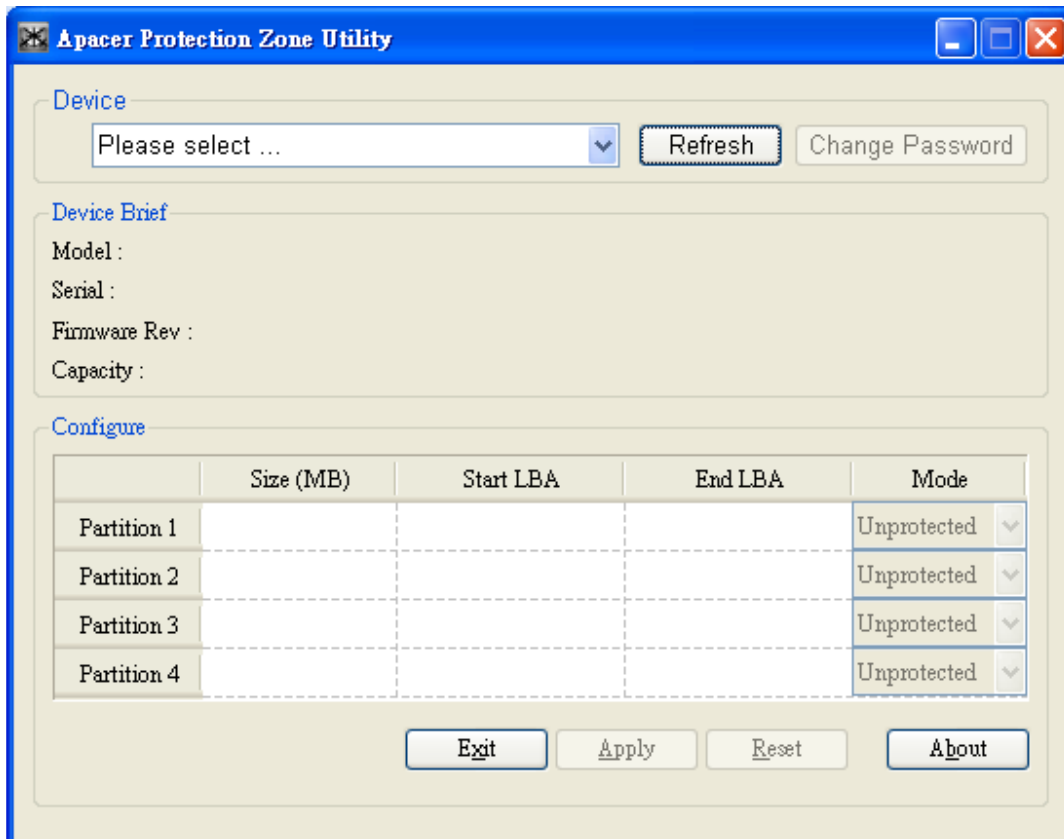 Apacer Protection Zone Utility
Device
Please select ... Refresh Change Password
Device Brief
Model :
Serial :
Firmware Rev :
Capacity :
Configure
Size (MB) Start LBA End LBA Mode
Partition 1 Unprotected
Partition 2 Unprotected
Partition 3 Unprotected
Partition 4 Unprotected
Exit Apply Reset About